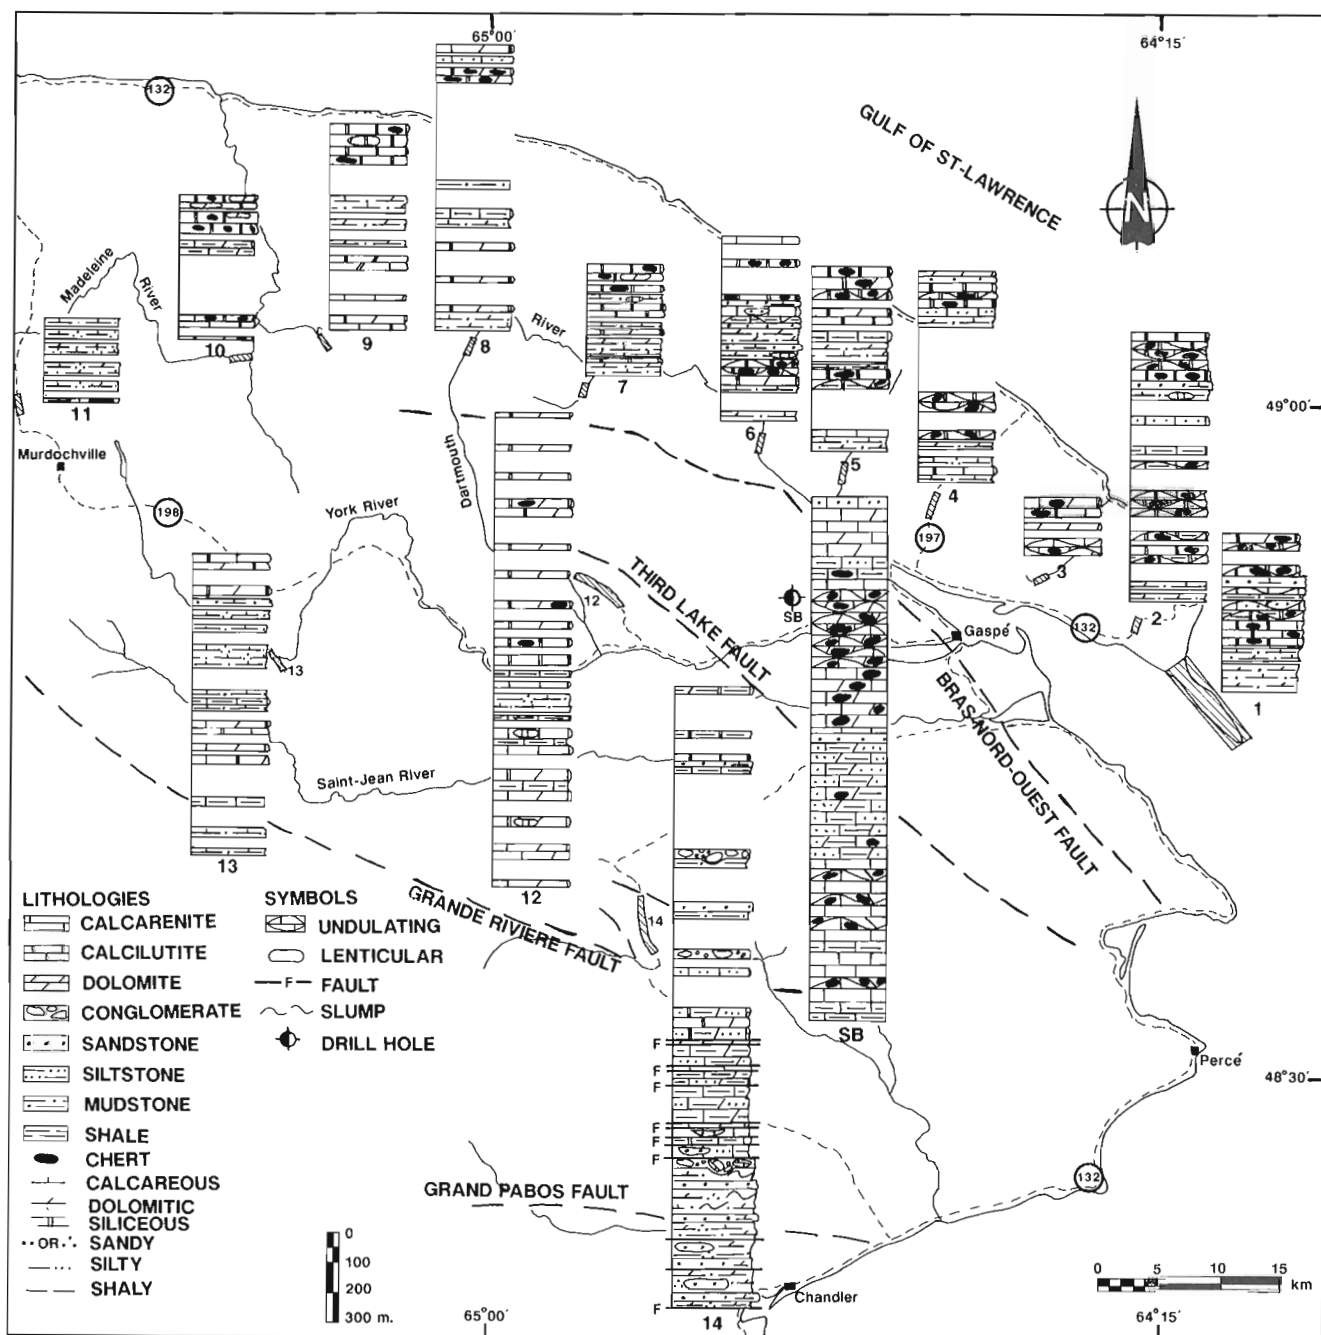 65°00'
64°15'
132
GULF OF ST-LAWRENCE
N
Madeleine
River
10
9
8
River
7
11
6
5
4
49°00'
Murdochville
Dartmouth
198
York River
197
3
THIRD LAKE FAULT
12
SB
132
2
Gaspé
1
13
BRAS-NORD-OUEST FAULT
Saint-Jean River
13
12
GRANDE RIVIERE FAULT
14
LITHOLOGIES
CALCARENITE
CALCILUTITE
DOLOMITE
CONGLOMERATE
SANDSTONE
SILTSTONE
MUDSTONE
SHALE
CHERT
CALCAREOUS
DOLOMITIC
SILICEOUS
OR SANDY
SILTY
SHALY
SYMBOLS
UNDULATING
LENTICULAR
F FAULT
SLUMP
DRILL HOLE
SB
F
F
F
F
F
F
Percé
48°30'
132
GRAND PABOS FAULT
0
100
200
300 m.
0 5 10 15 km
Chandler
F
14
65°00'
64°15'